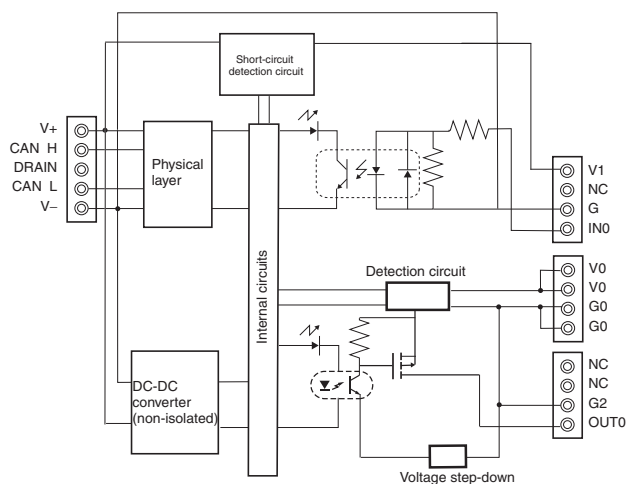 Short-circuit
detection circuit
V+
CAN H
DRAIN
CAN L
V–
Physical
layer
Internal circuits
V1
NC
G
IN0
Detection circuit
V0
V0
G0
G0
DC-DC
converter
(non-isolated)
NC
NC
G2
OUT0
Voltage step-down